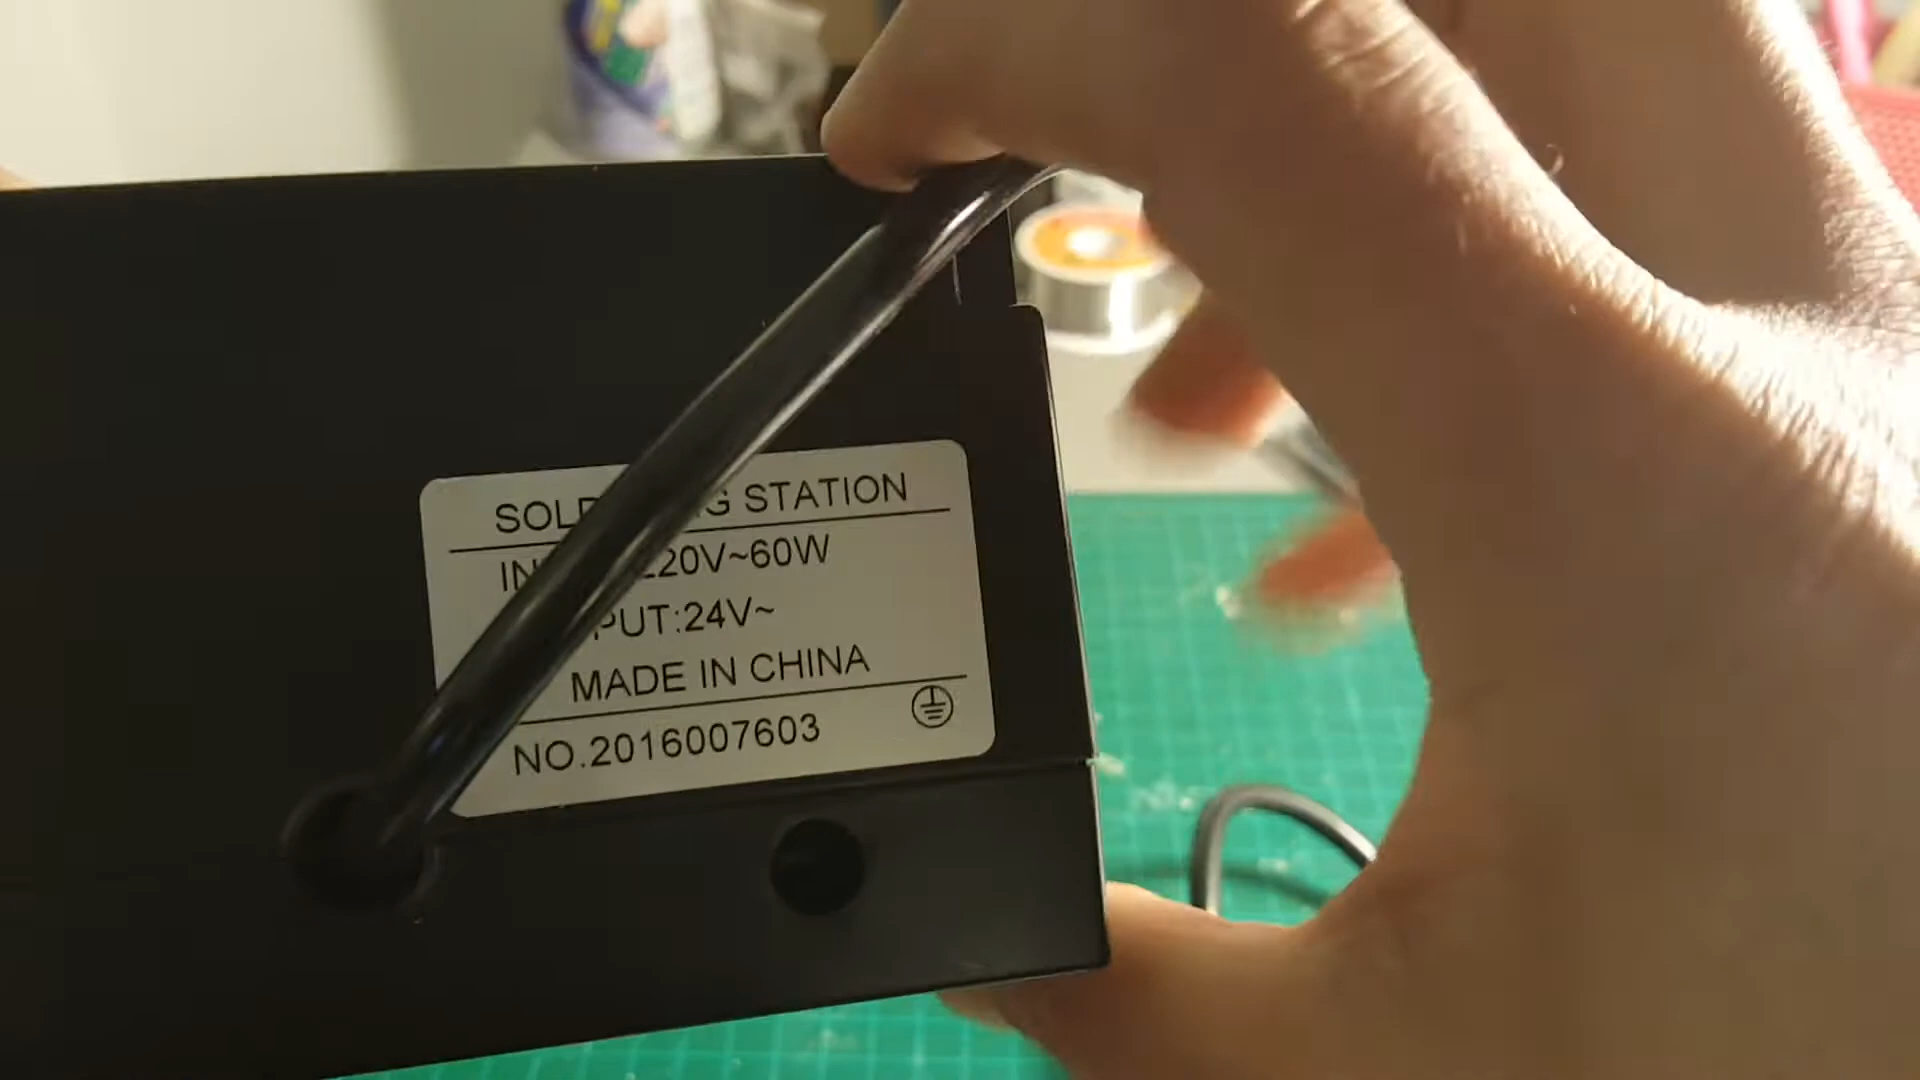 SOLD G STATION
IN 220V~60W
PUT:24V~
MADE IN CHINA
NO.2016007603